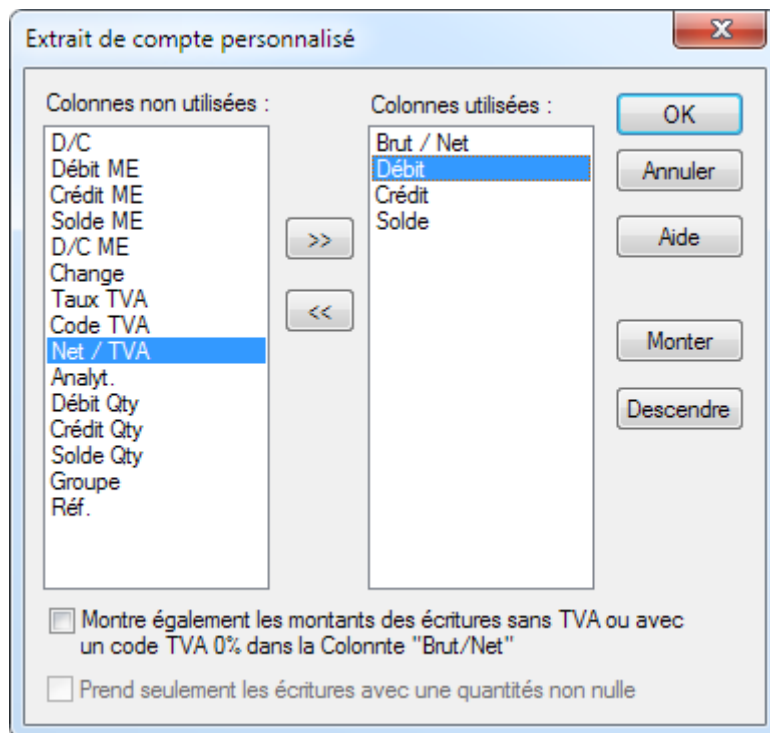 Extrait de compte personnalisé
Colonnes non utilisées :
D/C
Débit ME
Crédit ME
Solde ME
D/C ME
Change
Taux TVA
Code TVA
Net / TVA
Analyt.
Débit Qty
Crédit Qty
Solde Qty
Groupe
Réf.
>>
<<
Colonnes utilisées :
Brut / Net
Débit
Crédit
Solde
OK
Annuler
Aide
Monter
Descendre
Montre également les montants des écritures sans TVA ou avec
un code TVA 0% dans la Colonnte "Brut/Net"
Prend seulement les écritures avec une quantités non nulle